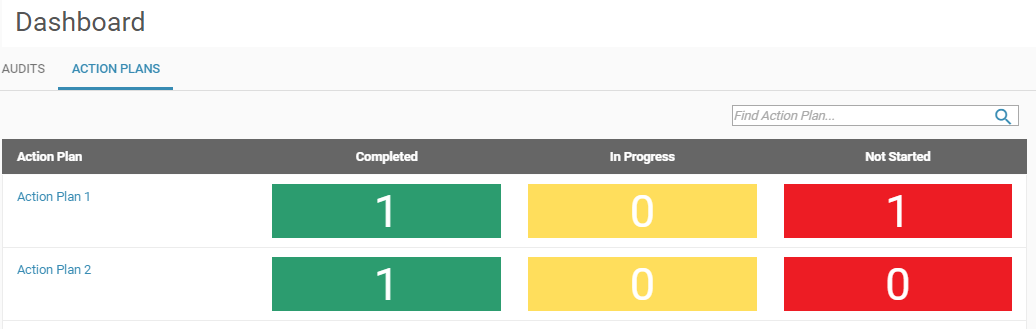 Dashboard
AUDITS ACTION PLANS
Find Action Plan...
Action Plan Completed In Progress Not Started
Action Plan 1 1 0 1
Action Plan 2 1 0 0